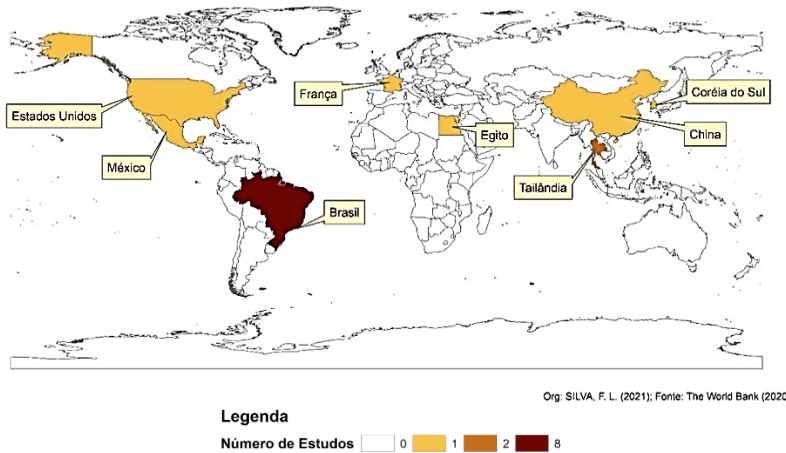 Estados Unidos
México
Brasil
França
Egito
Tailândia
China
Coréia do Sul
Org: SILVA, F. L. (2021); Fonte: The World Bank (2020
Legenda
Número de Estudos 0 1 2 8